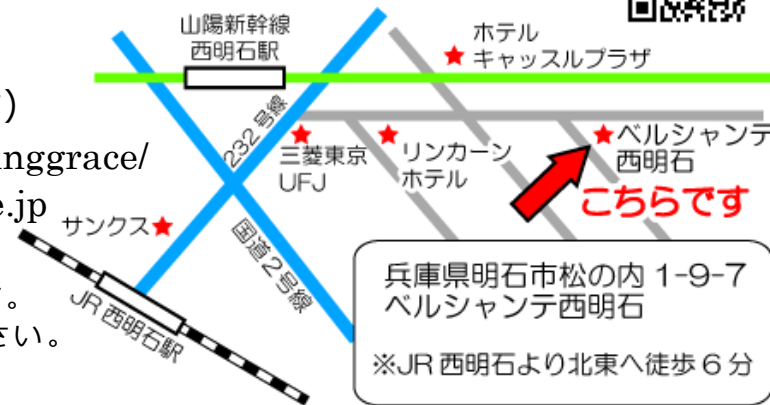 山陽新幹線
西明石駅
ホテル
キャッスルプラザ
)
232号線
inggrace/
e.jp
三菱東京
UFJ
リンカーン
ホテル
ベルシャンテ
西明石
こちらです
サンクス
国道2号線
JR西明石駅
。
さい。
兵庫県明石市松の内 1-9-7
ベルシャンテ西明石
※JR 西明石より北東へ徒歩 6 分